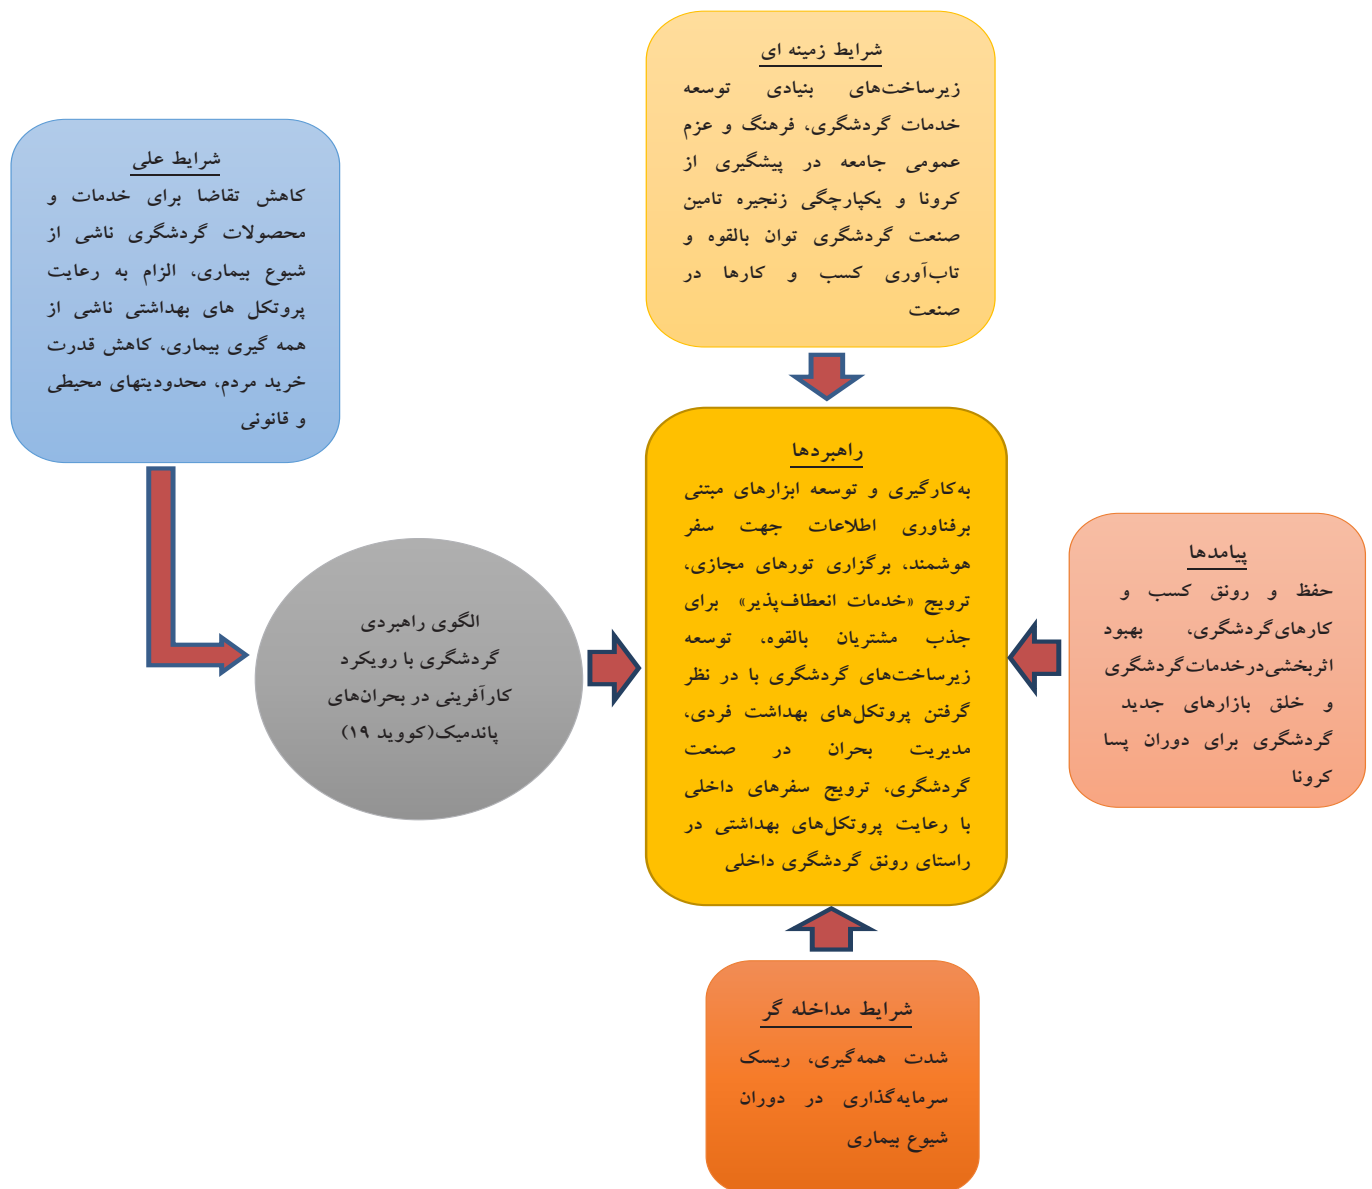 شرایط زمینه ای
زیرساخت‌های بنیادی توسعه
خدمات گردشگری، فرهنگ و عزم
عمومی جامعه در پیشگیری از
کرونا و یکپارچگی زنجیره تامین
صنعت گردشگری توان بالقوه و
تاب‌آوری کسب و کارها در
صنعت
شرایط علی
کاهش تقاضا برای خدمات و
محصولات گردشگری ناشی از
شیوع بیماری، الزام به رعایت
پروتکل های بهداشتی ناشی از
همه گیری بیماری، کاهش قدرت
خرید مردم، محدودیتهای محیطی
و قانونی
راهبردها
به‌کارگیری و توسعه ابزارهای مبتنی
برفناوری اطلاعات جهت سفر
هوشمند، برگزاری تورهای مجازی،
ترویج «خدمات انعطاف‌پذیر» برای
جذب مشتریان بالقوه، توسعه
زیرساخت‌های گردشگری با در نظر
گرفتن پروتکل‌های بهداشت فردی،
مدیریت بحران در صنعت
گردشگری، ترویج سفرهای داخلی
با رعایت پروتکل‌های بهداشتی در
راستای رونق گردشگری داخلی
پیامدها
حفظ و رونق کسب و
کارهای‌گردشگری، بهبود
اثربخشی‌درخدمات‌گردشگری
و خلق بازارهای جدید
گردشگری برای دوران پسا
کرونا
الگوی راهبردی
گردشگری با رویکرد
کارآفرینی در بحران‌های
پاندمیک(کووید ۱۹)
شرایط مداخله گر
شدت همه‌گیری، ریسک
سرمایه‌گذاری در دوران
شیوع بیماری